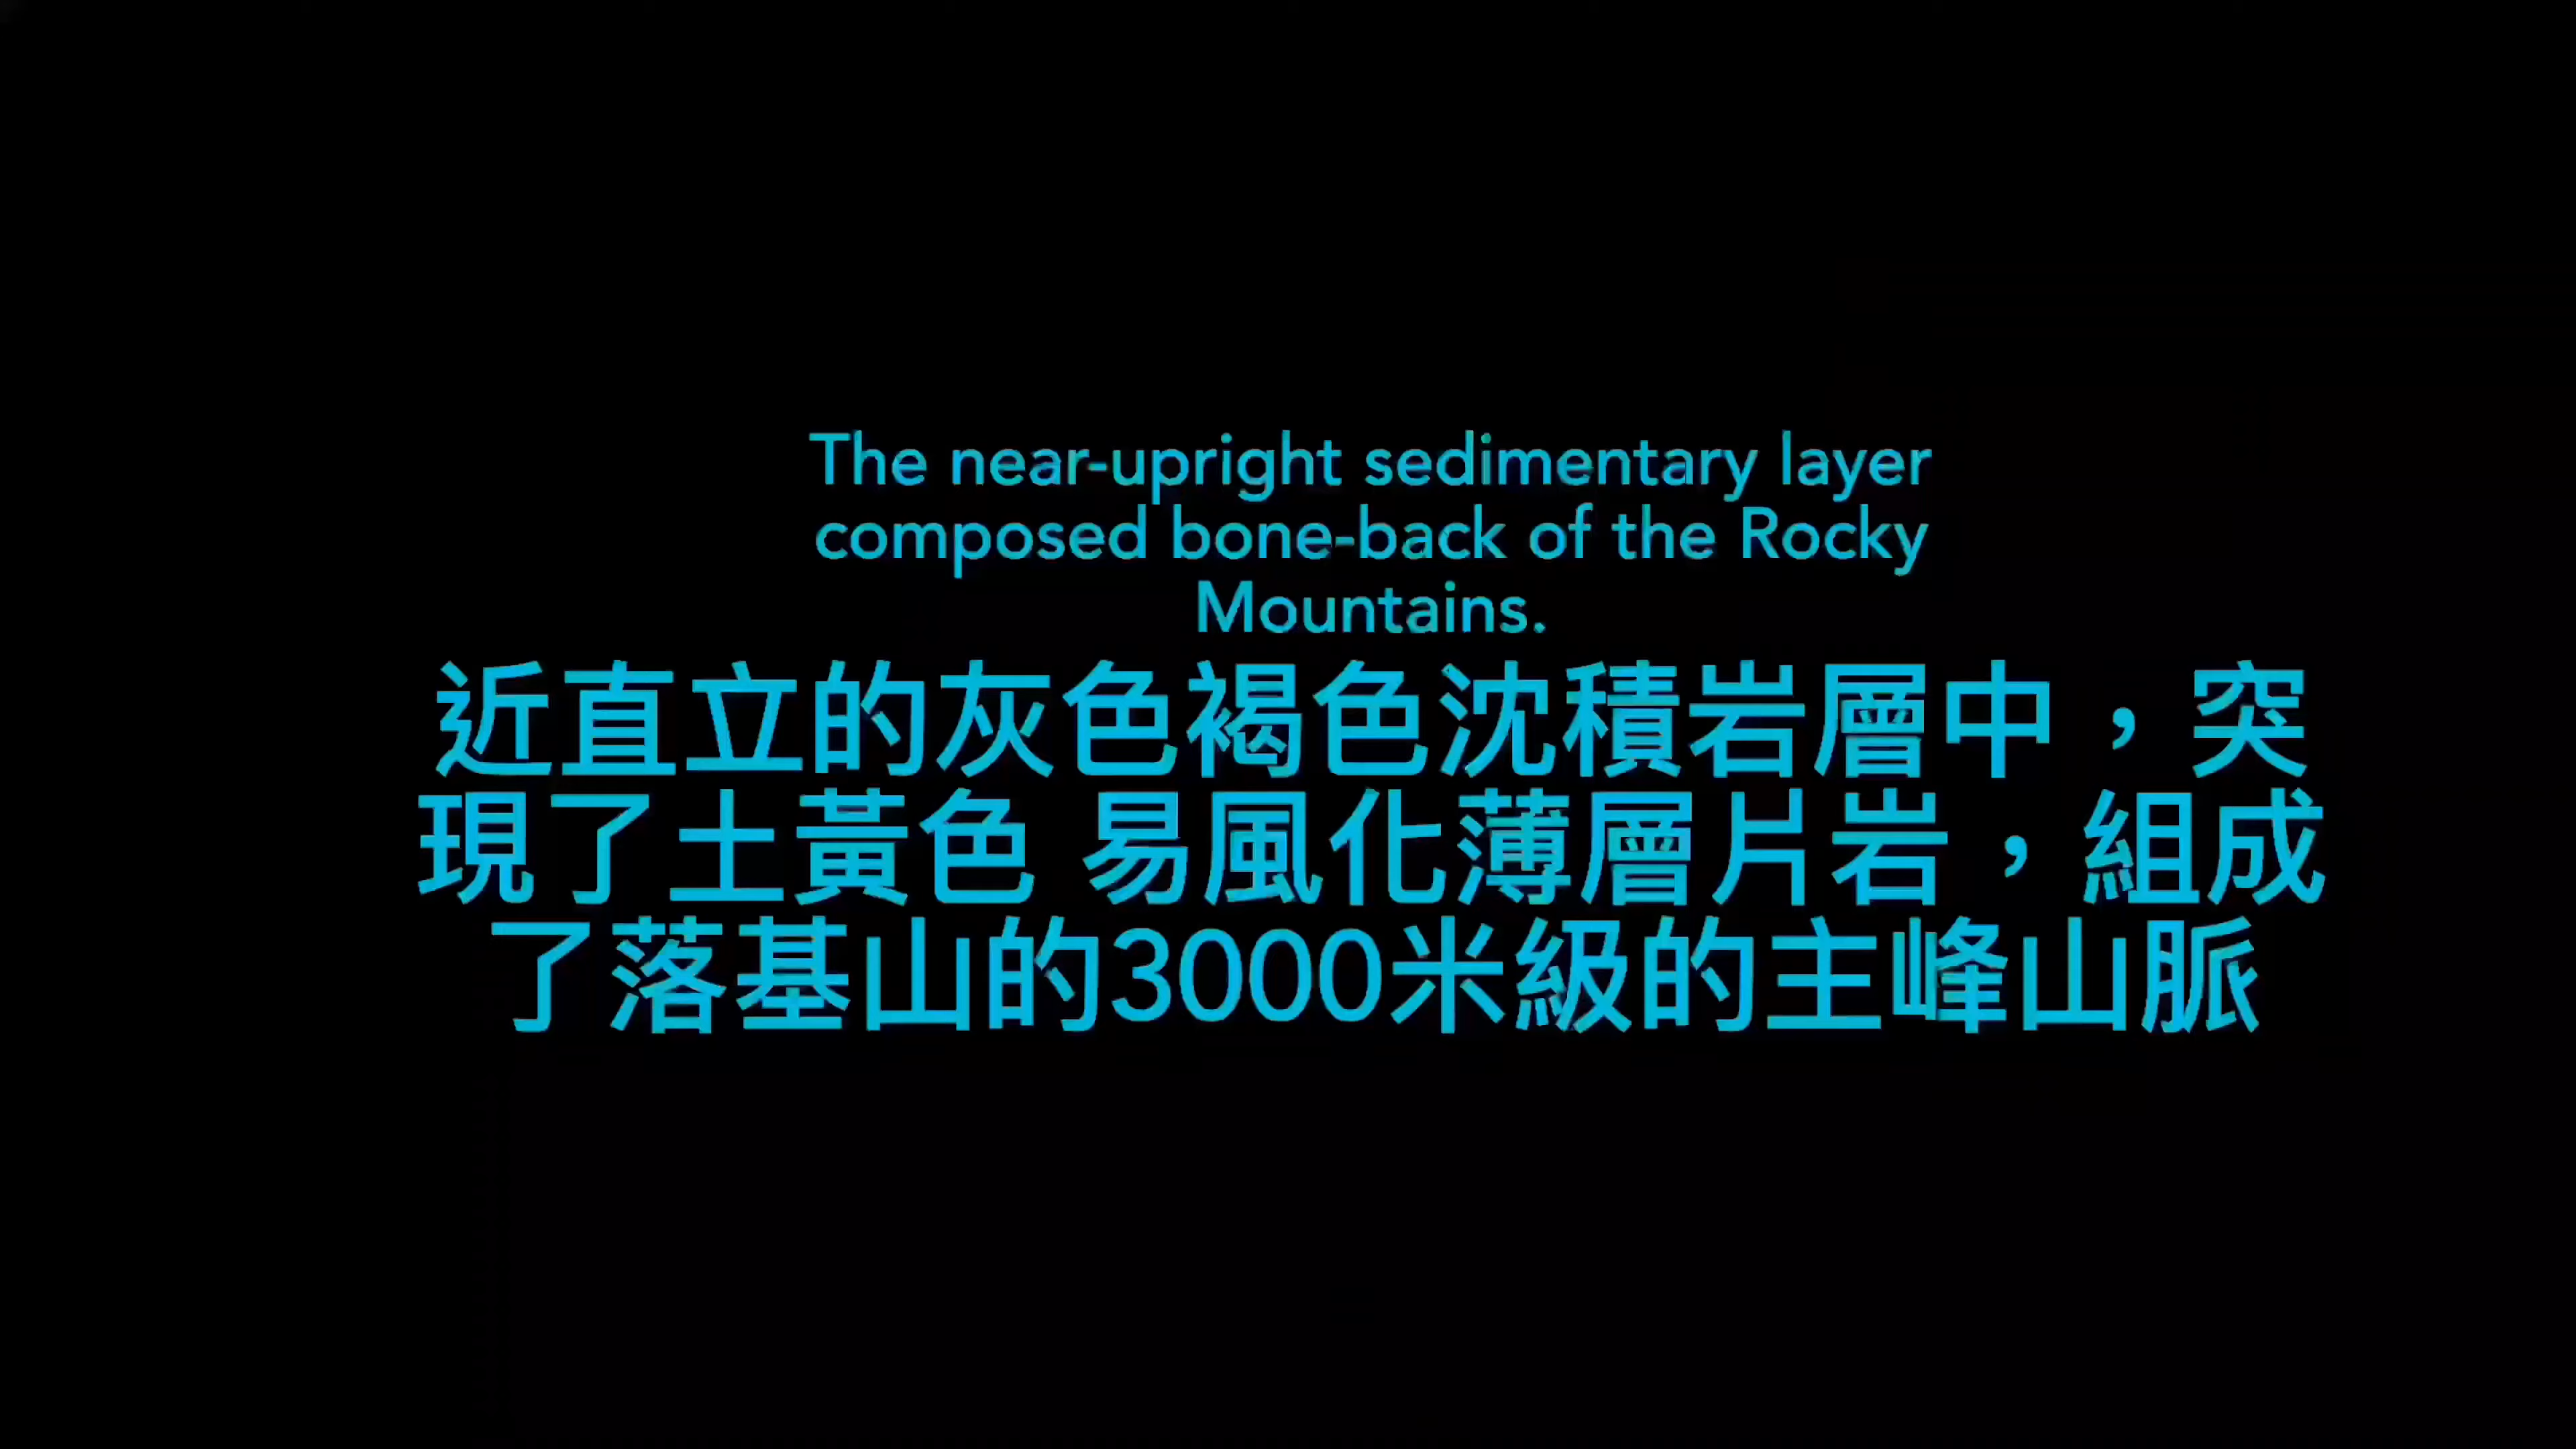 The near-upright sedimentary layer
composed bone-back of the Rocky
Mountains.
近直立的灰色褐色沈積岩層中，突
現了土黃色 易風化薄層片岩，組成
了落基山的3000米級的主峰山脈